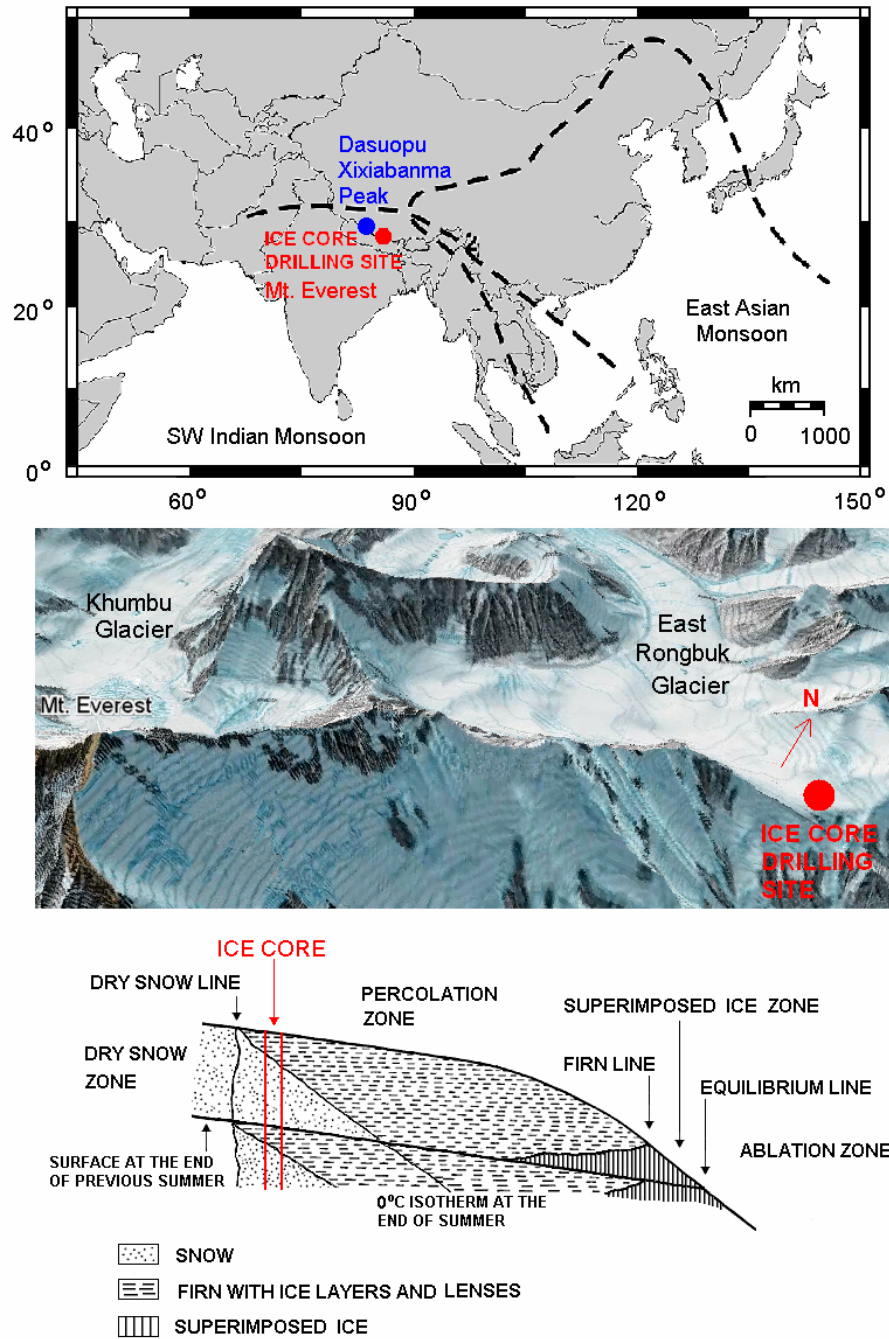 40°
20°
0°
60°
90°
120°
150°
Dasuopu
Xixiabanma
Peak
ICE CORE
DRILLING SITE
Mt. Everest
East Asian
Monsoon
SW Indian Monsoon
km
0 1000
Khumbu
Glacier
East
Rongbuk
Glacier
Mt. Everest
N
ICE CORE
DRILLING
SITE
ICE CORE
DRY SNOW LINE
PERCOLATION
ZONE
SUPERIMPOSED ICE ZONE
DRY SNOW
ZONE
FIRN LINE
EQUILIBRIUM LINE
ABLATION ZONE
SURFACE AT THE END
OF PREVIOUS SUMMER
0°C ISOTHERM AT THE
END OF SUMMER
SNOW
FIRN WITH ICE LAYERS AND LENSES
SUPERIMPOSED ICE